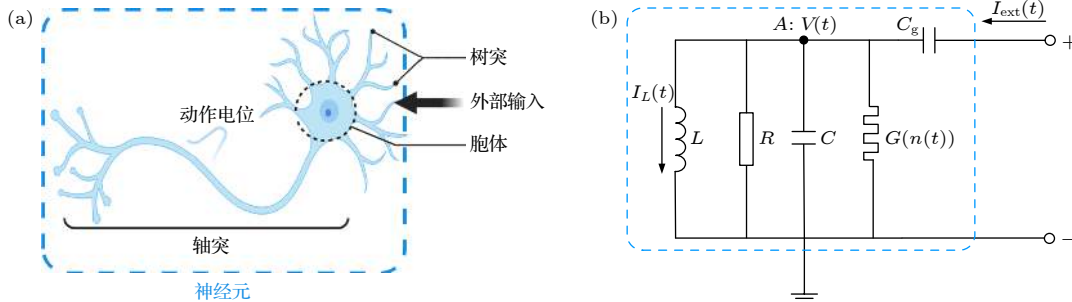 (a)
树突
动作电位
外部输入
胞体
轴突
神经元
(b)
A: V(t)
C_g
I_ext(t)
+
I_L(t)
L
R
C
G(n(t))
−